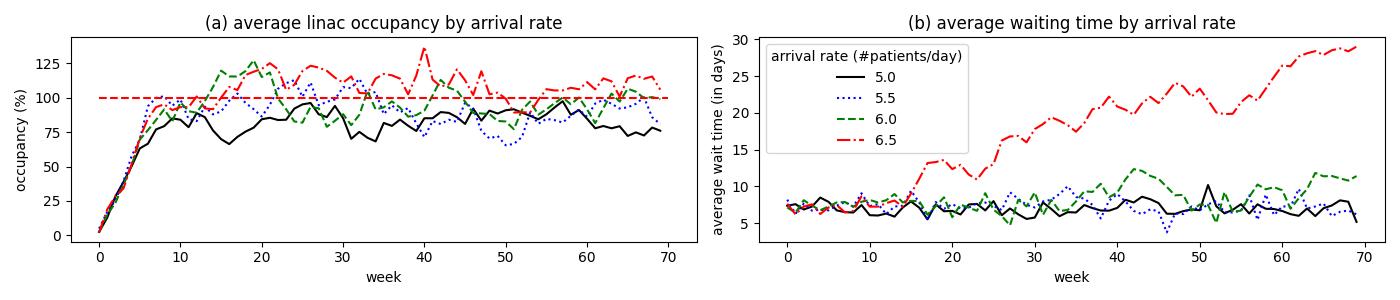 (a) average linac occupancy by arrival rate
occupancy (%)
125
100
75
50
25
0
0 10 20 30 40 50 60 70
week
(b) average waiting time by arrival rate
average wait time (in days)
30
25
20
15
10
5
arrival rate (#patients/day)
5.0
5.5
6.0
6.5
0 10 20 30 40 50 60 70
week